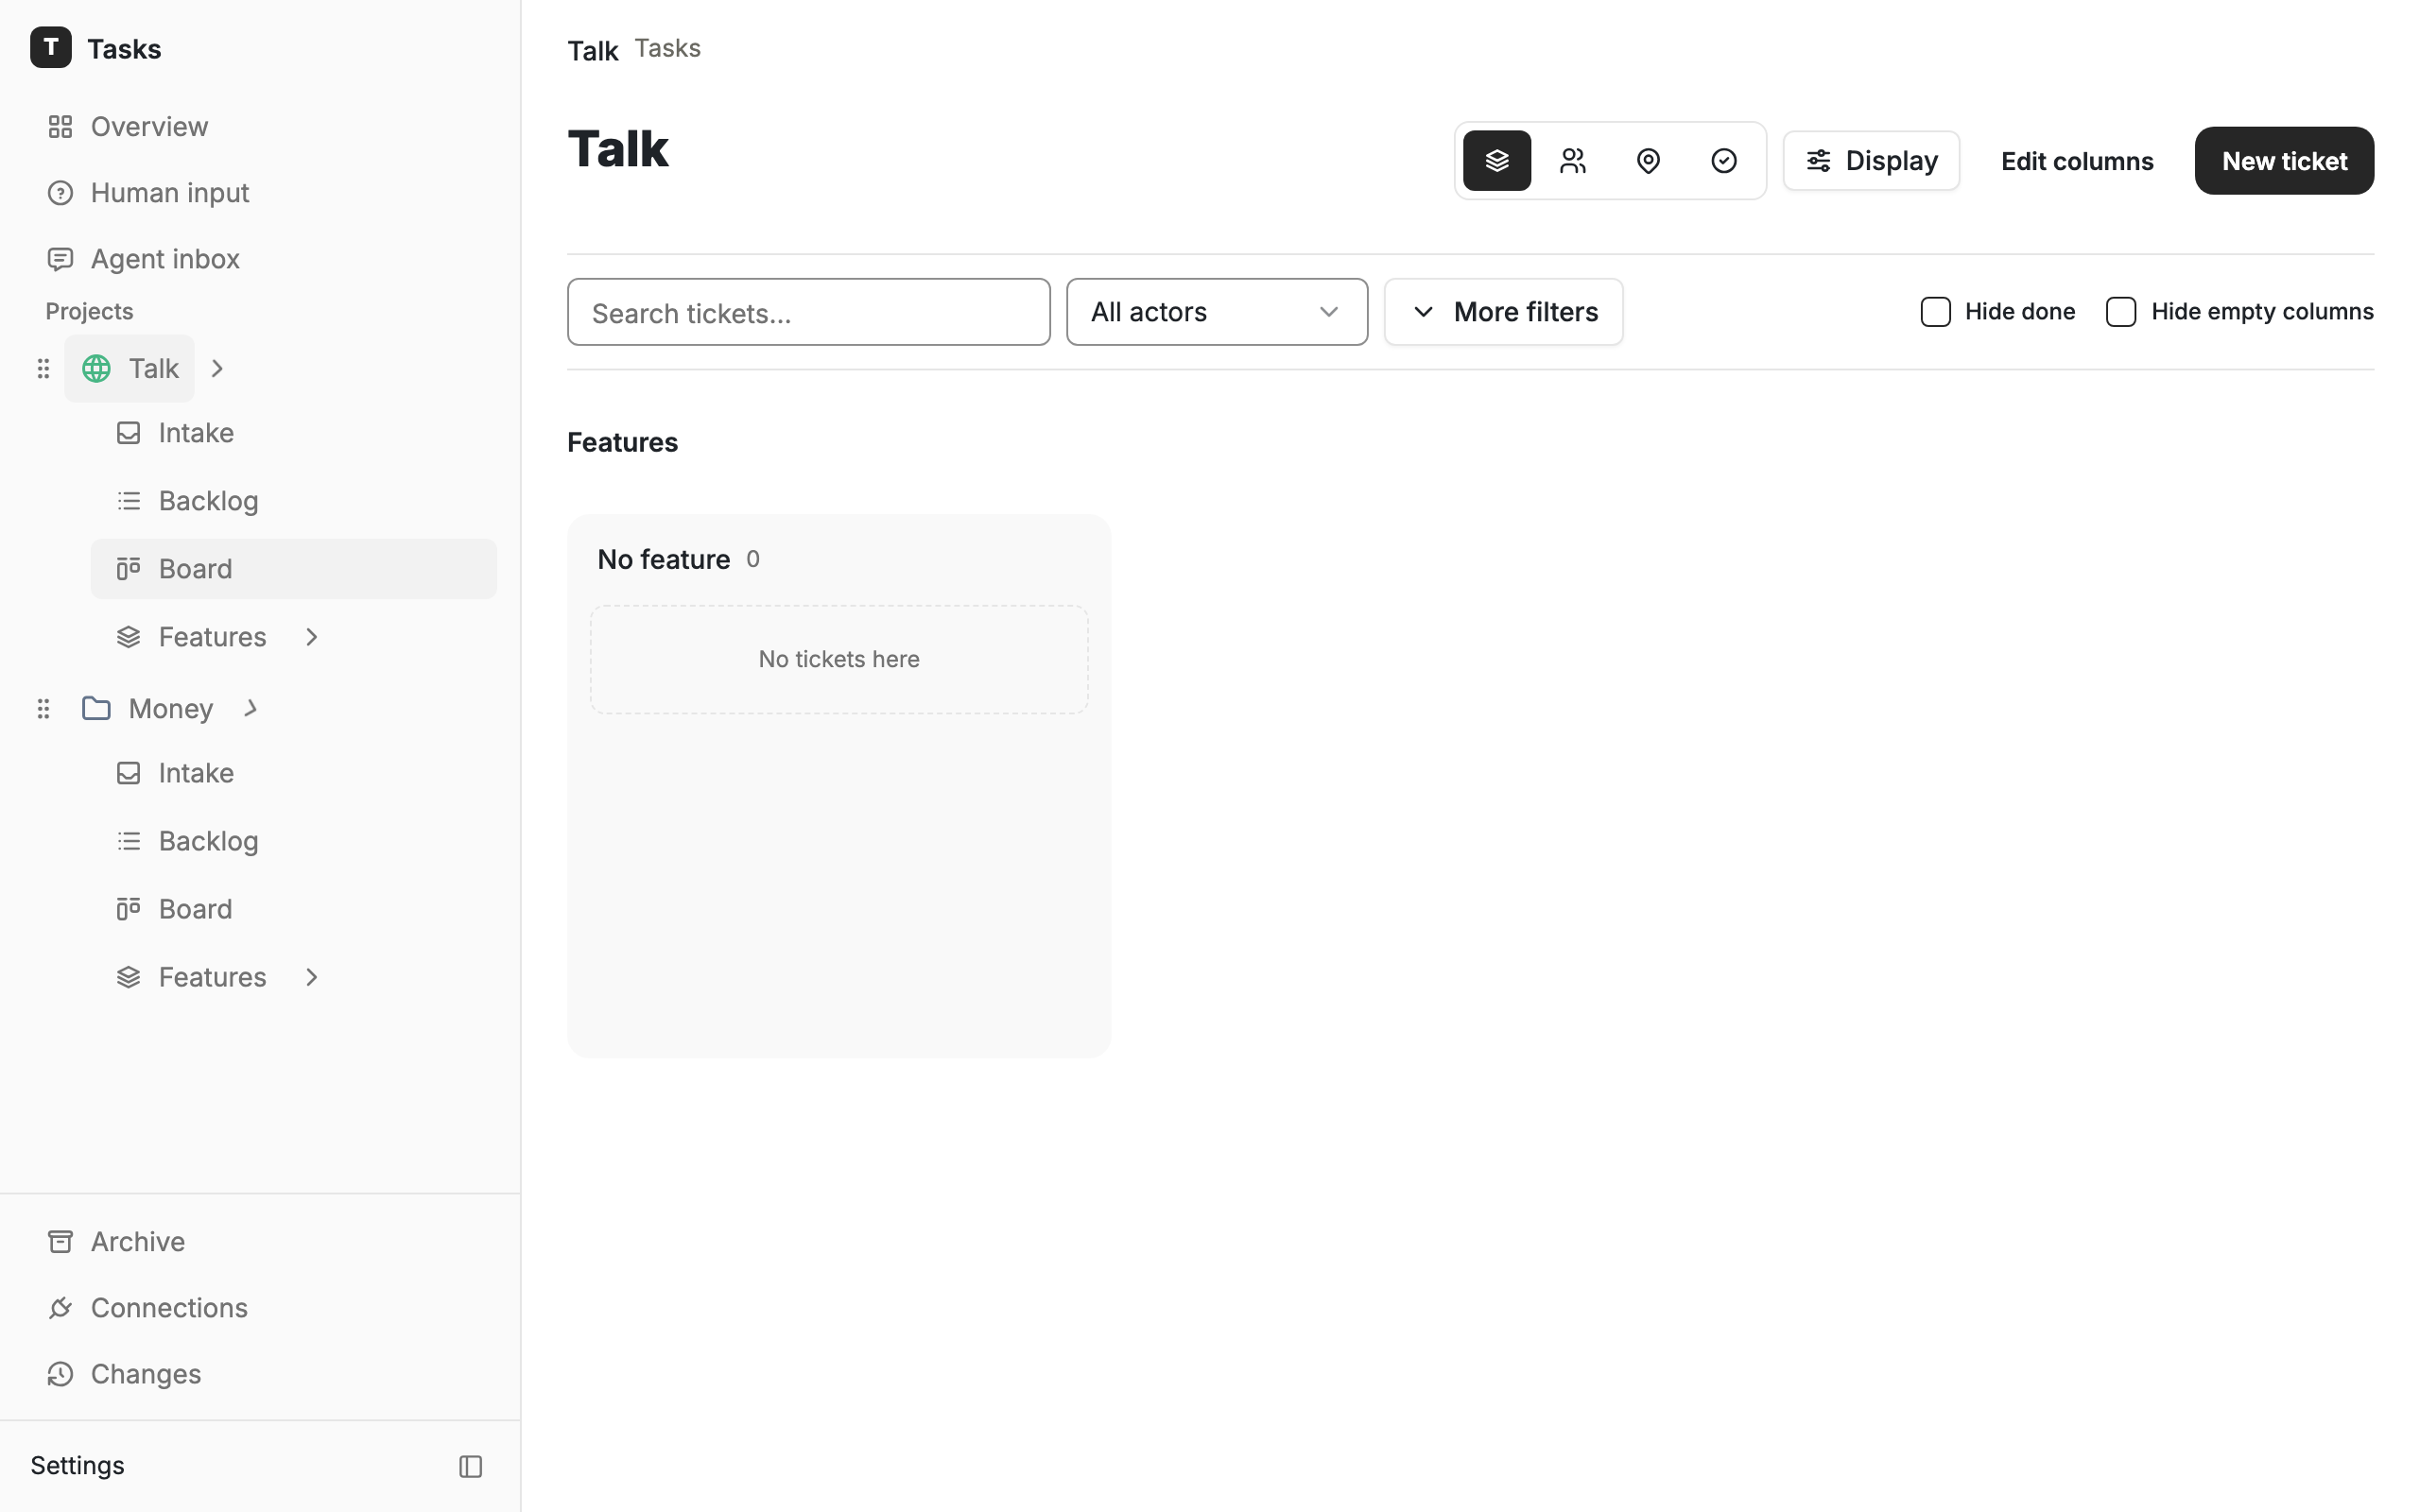 T Tasks
Overview
Human input
Agent inbox
Projects
Talk
Intake
Backlog
Board
Features
Money
Intake
Backlog
Board
Features
Archive
Connections
Changes
Settings
Talk Tasks
Talk
Display
Edit columns
New ticket
Search tickets...
All actors
More filters
Hide done
Hide empty columns
Features
No feature 0
No tickets here